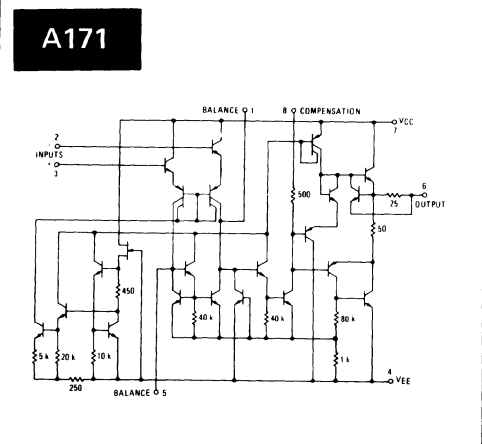 A171
BALANCE 1
8 COMPENSATION
VCC
7
2
INPUTS
3
500
6
25
OUTPUT
50
450
40 k
40 k
80 k
5 k
20 k
10 k
1 k
250
4
VEE
BALANCE 5